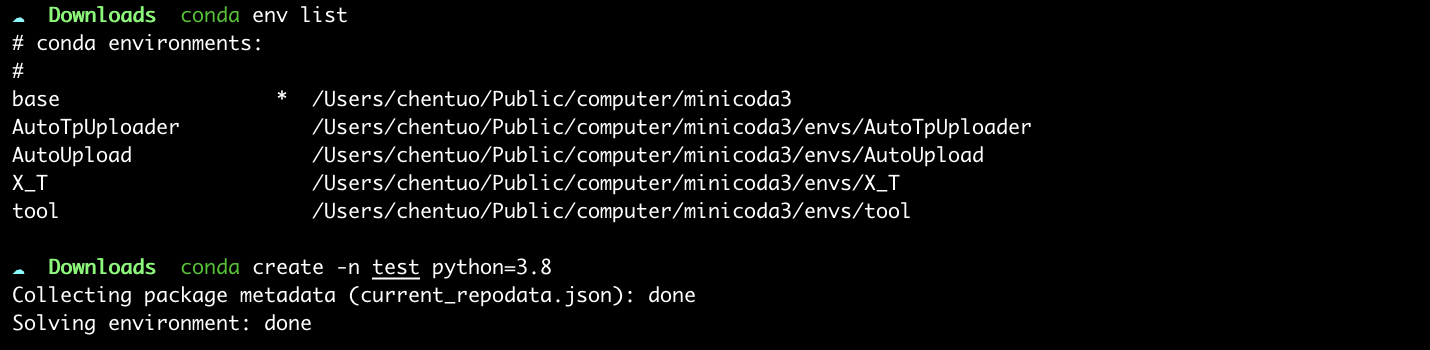 Downloads conda env list
# conda environments:
#
base * /Users/chentuo/Public/computer/minicoda3
AutoTpUploader /Users/chentuo/Public/computer/minicoda3/envs/AutoTpUploader
AutoUpload /Users/chentuo/Public/computer/minicoda3/envs/AutoUpload
X_T /Users/chentuo/Public/computer/minicoda3/envs/X_T
tool /Users/chentuo/Public/computer/minicoda3/envs/tool
Downloads conda create -n test python=3.8
Collecting package metadata (current_repodata.json): done
Solving environment: done